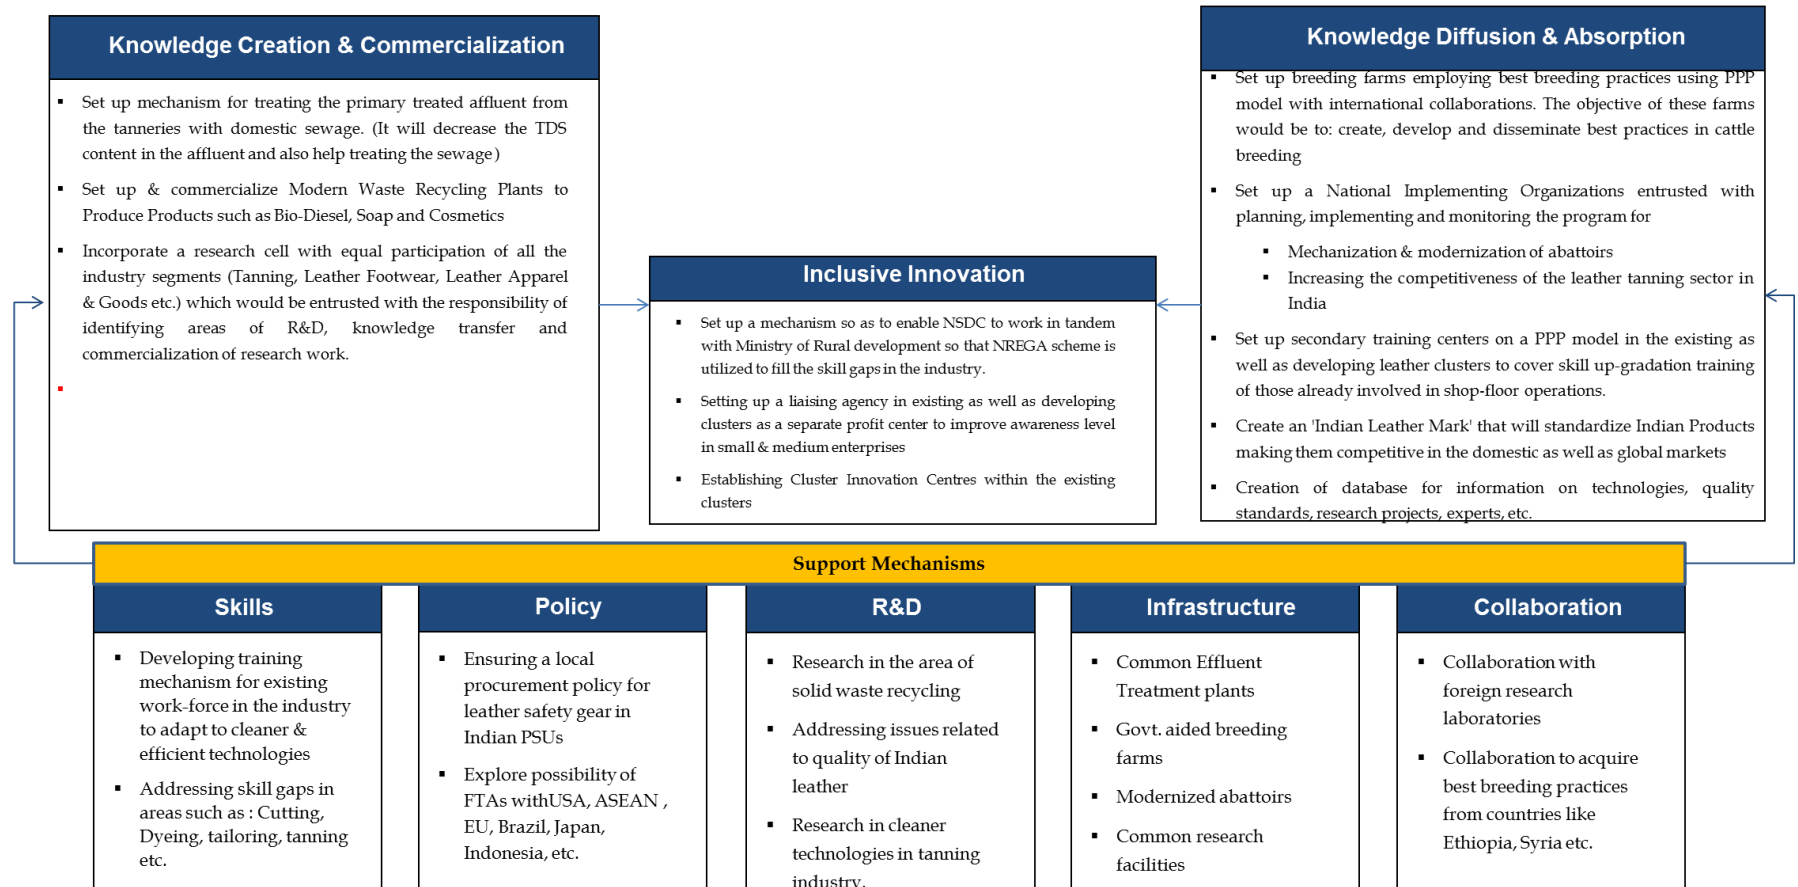 Knowledge Creation & Commercialization
Set up mechanism for treating the primary treated affluent from
the tanneries with domestic sewage. (It will decrease the TDS
content in the affluent and also help treating the sewage)
Set up & commercialize Modern Waste Recycling Plants to
Produce Products such as Bio-Diesel, Soap and Cosmetics
Incorporate a research cell with equal participation of all the
industry segments (Tanning, Leather Footwear, Leather Apparel
& Goods etc.) which would be entrusted with the responsibility of
identifying areas of R&D, knowledge transfer and
commercialization of research work.
Inclusive Innovation
Set up a mechanism so as to enable NSDC to work in tandem
with Ministry of Rural development so that NREGA scheme is
utilized to fill the skill gaps in the industry.
Setting up a liaising agency in existing as well as developing
clusters as a separate profit center to improve awareness level
in small & medium enterprises
Establishing Cluster Innovation Centres within the existing
clusters
Knowledge Diffusion & Absorption
Set up breeding farms employing best breeding practices using PPP
model with international collaborations. The objective of these farms
would be to: create, develop and disseminate best practices in cattle
breeding
Set up a National Implementing Organizations entrusted with
planning, implementing and monitoring the program for
Mechanization & modernization of abattoirs
Increasing the competitiveness of the leather tanning sector in
India
Set up secondary training centers on a PPP model in the existing as
well as developing leather clusters to cover skill up-gradation training
of those already involved in shop-floor operations.
Create an 'Indian Leather Mark' that will standardize Indian Products
making them competitive in the domestic as well as global markets
Creation of database for information on technologies, quality
standards, research projects, experts, etc.
Support Mechanisms
Skills
Developing training
mechanism for existing
work-force in the industry
to adapt to cleaner &
efficient technologies
Addressing skill gaps in
areas such as : Cutting,
Dyeing, tailoring, tanning
etc.
Policy
Ensuring a local
procurement policy for
leather safety gear in
Indian PSUs
Explore possibility of
FTAs withUSA, ASEAN ,
EU, Brazil, Japan,
Indonesia, etc.
R&D
Research in the area of
solid waste recycling
Addressing issues related
to quality of Indian
leather
Research in cleaner
technologies in tanning
industry.
Infrastructure
Common Effluent
Treatment plants
Govt. aided breeding
farms
Modernized abattoirs
Common research
facilities
Collaboration
Collaboration with
foreign research
laboratories
Collaboration to acquire
best breeding practices
from countries like
Ethiopia, Syria etc.